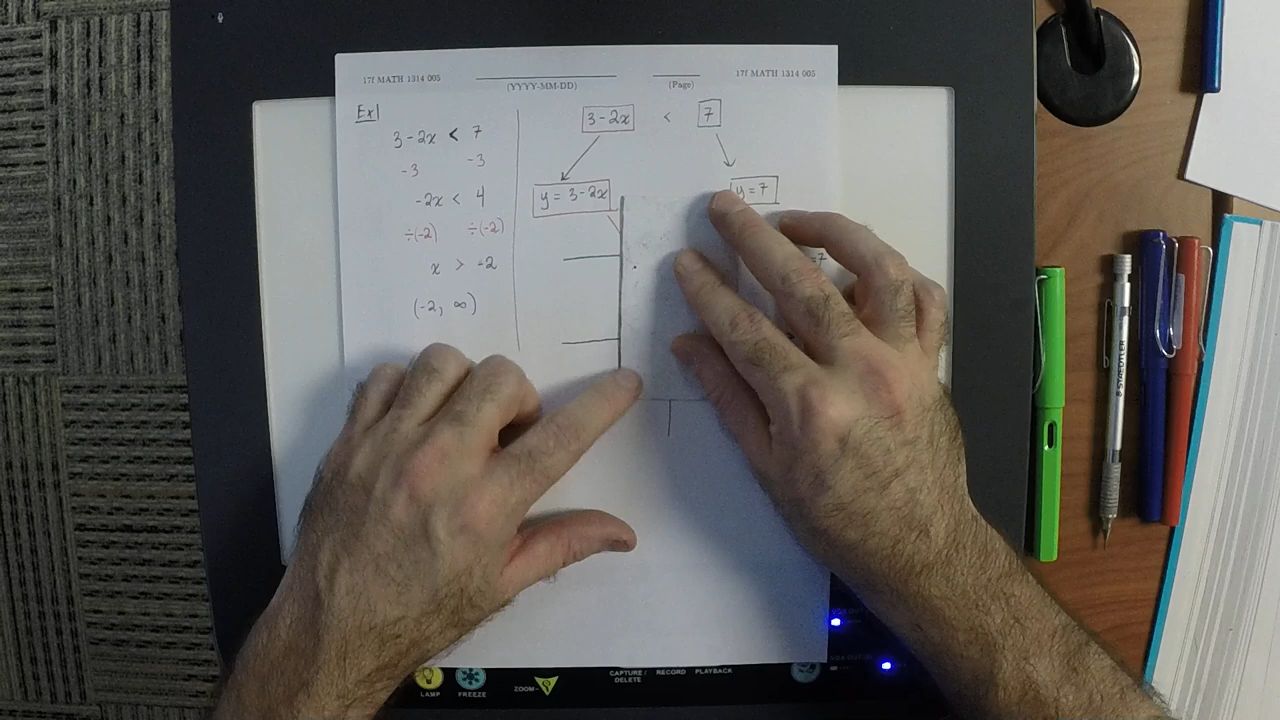 17f MATH 1314 005
(YYYY-MM-DD)
(Page)
17f MATH 1314 005
Ex1
3 - 2x < 7
-3 -3
-2x < 4
÷(-2) ÷(-2)
x > -2
(-2, ∞)
3 - 2x < 7
y = 3 - 2x
y = 7
=7
STAEDTLER
LAMP
FREEZE
ZOOM
CAPTURE / DELETE
RECORD
PLAYBACK